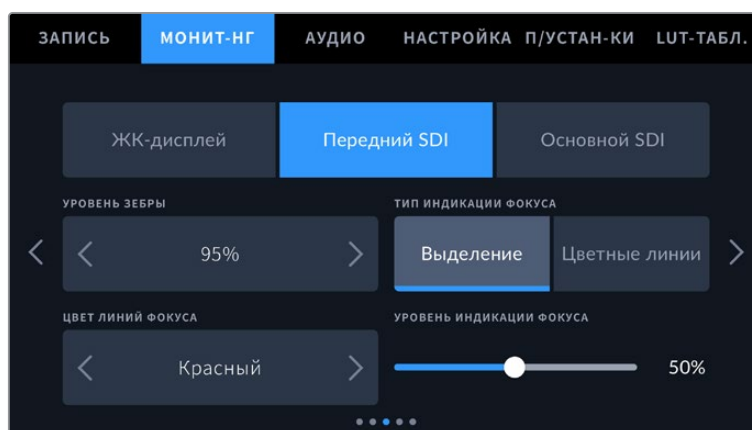 ЗАПИСЬ МОНИТ-НГ АУДИО НАСТРОЙКА П/УСТАН-КИ LUT-ТАБЛ.
ЖК-дисплей Передний SDI Основной SDI
УРОВЕНЬ ЗЕБРЫ ТИП ИНДИКАЦИИ ФОКУСА
95% Выделение Цветные линии
ЦВЕТ ЛИНИЙ ФОКУСА УРОВЕНЬ ИНДИКАЦИИ ФОКУСА
Красный 50%